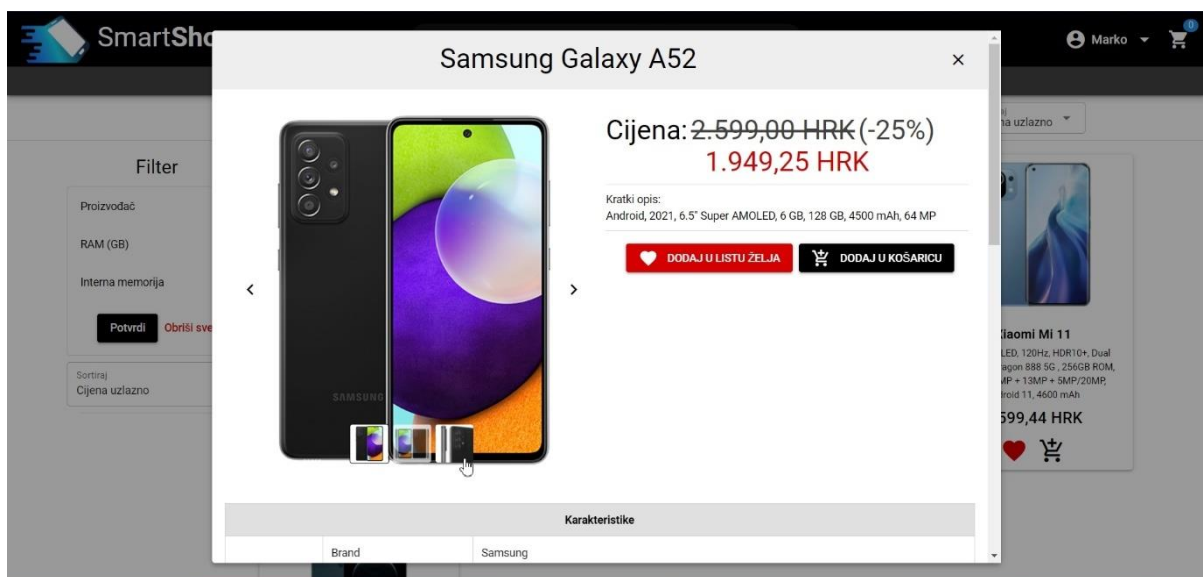 SmartSho
Samsung Galaxy A52
×
0
Marko
Cijena: 2.599,00 HRK (-25%)
1.949,25 HRK
na uzlazno
Filter
Proizvođač
RAM (GB)
Interna memorija
Potvrdi Obriši sve
Sortiraj
Cijena uzlazno
Kratki opis:
Android, 2021, 6.5" Super AMOLED, 6 GB, 128 GB, 4500 mAh, 64 MP
DODAJ U LISTU ŽELJA DODAJ U KOŠARICU
SAMSUNG
Xiaomi Mi 11
LED, 120Hz, HDR10+, Dual
ragon 888 5G , 256GB ROM,
MP + 13MP + 5MP/20MP,
droid 11, 4600 mAh
599,44 HRK
Karakteristike
Brand Samsung